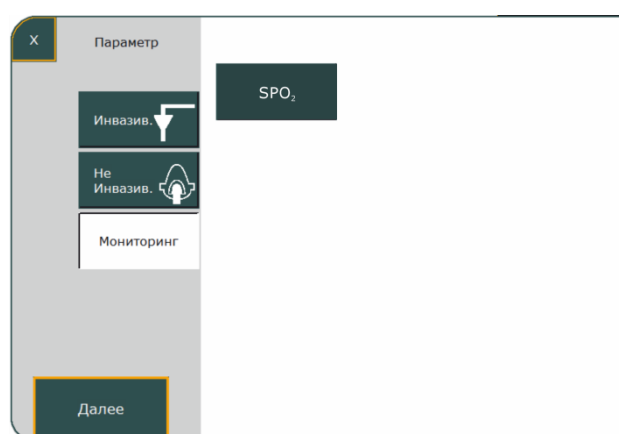 X
Параметр
SPO₂
Инвазив.
Не
Инвазив.
Мониторинг
Далее